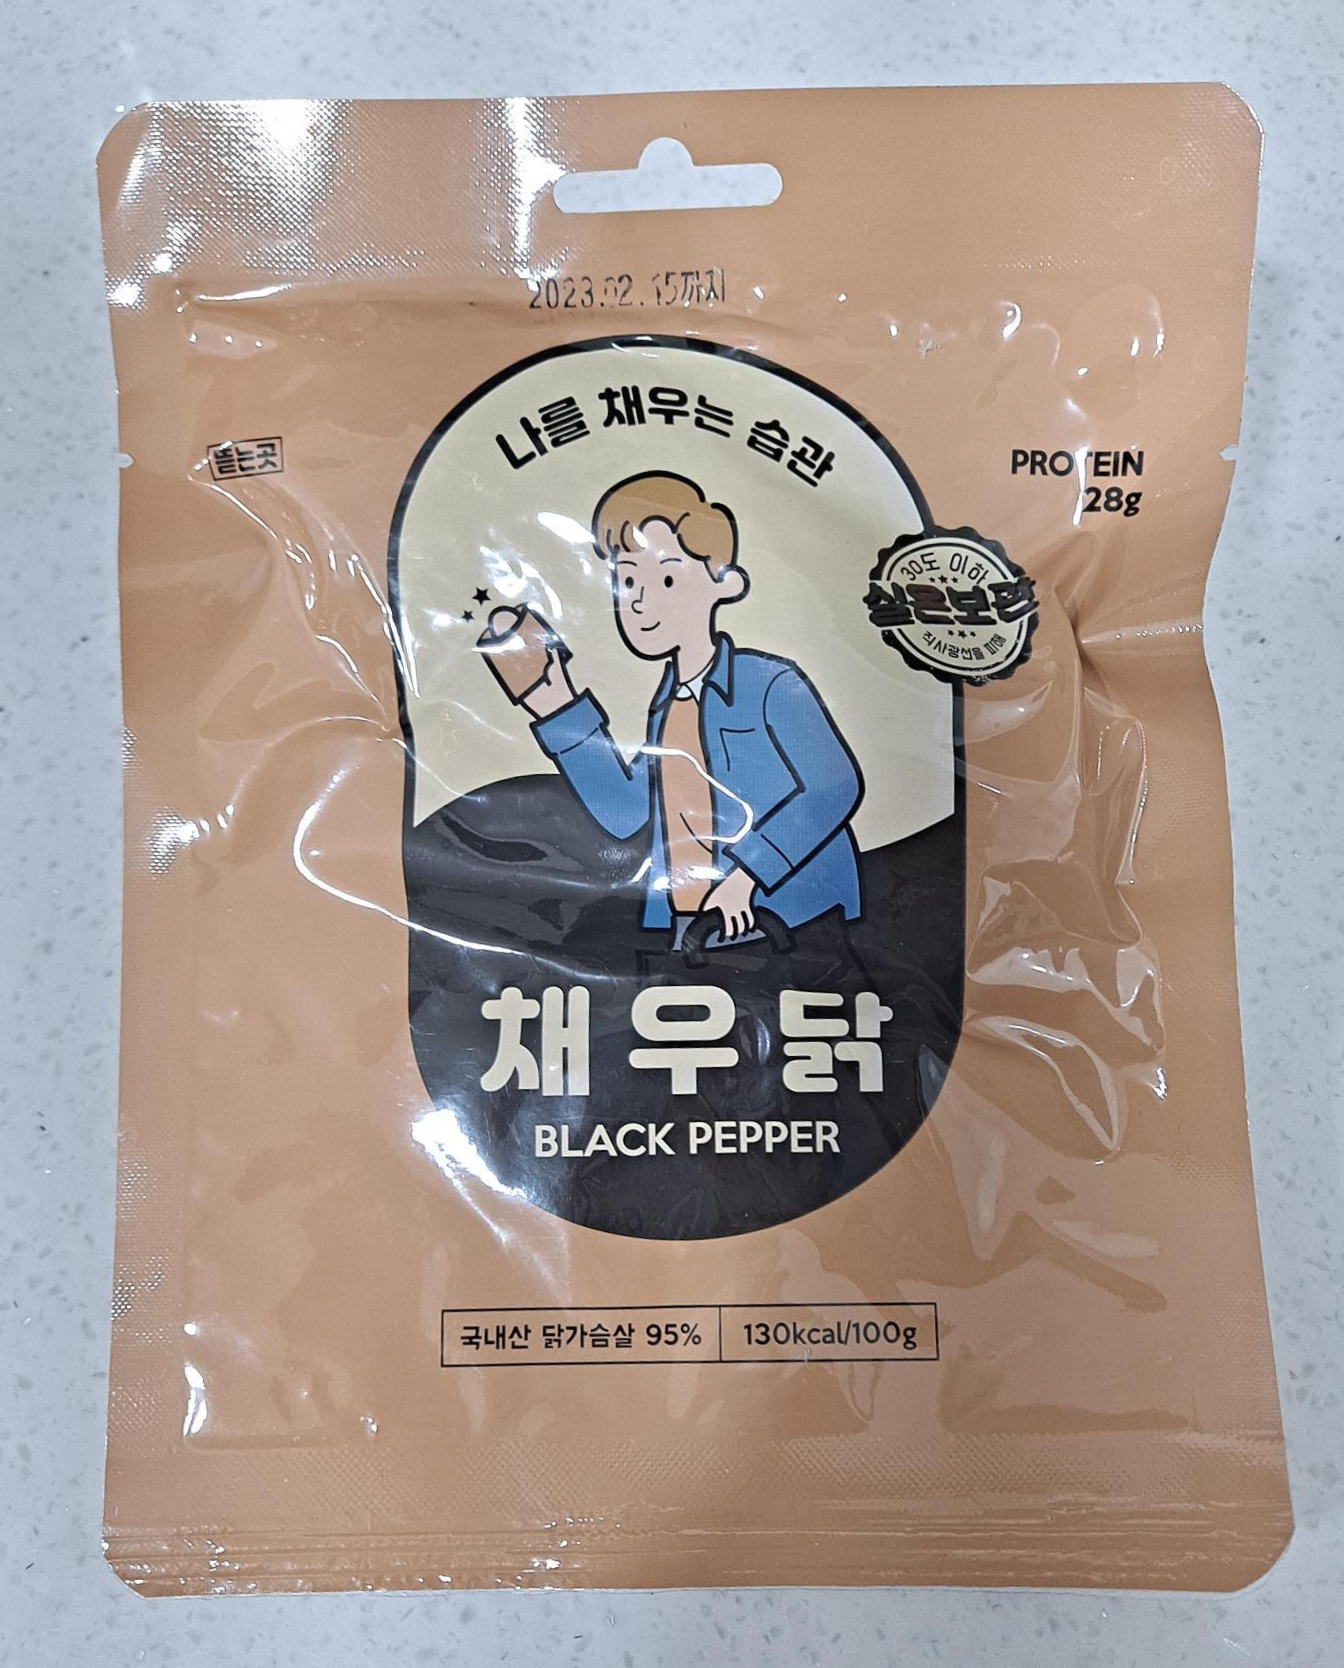 2023.02.15까지
나를 채우는 습관
뜯는곳
PROTEIN
28g
30도 이하
실온보관
직사광선을 피해
채우닭
BLACK PEPPER
국내산 닭가슴살 95%
130kcal/100g